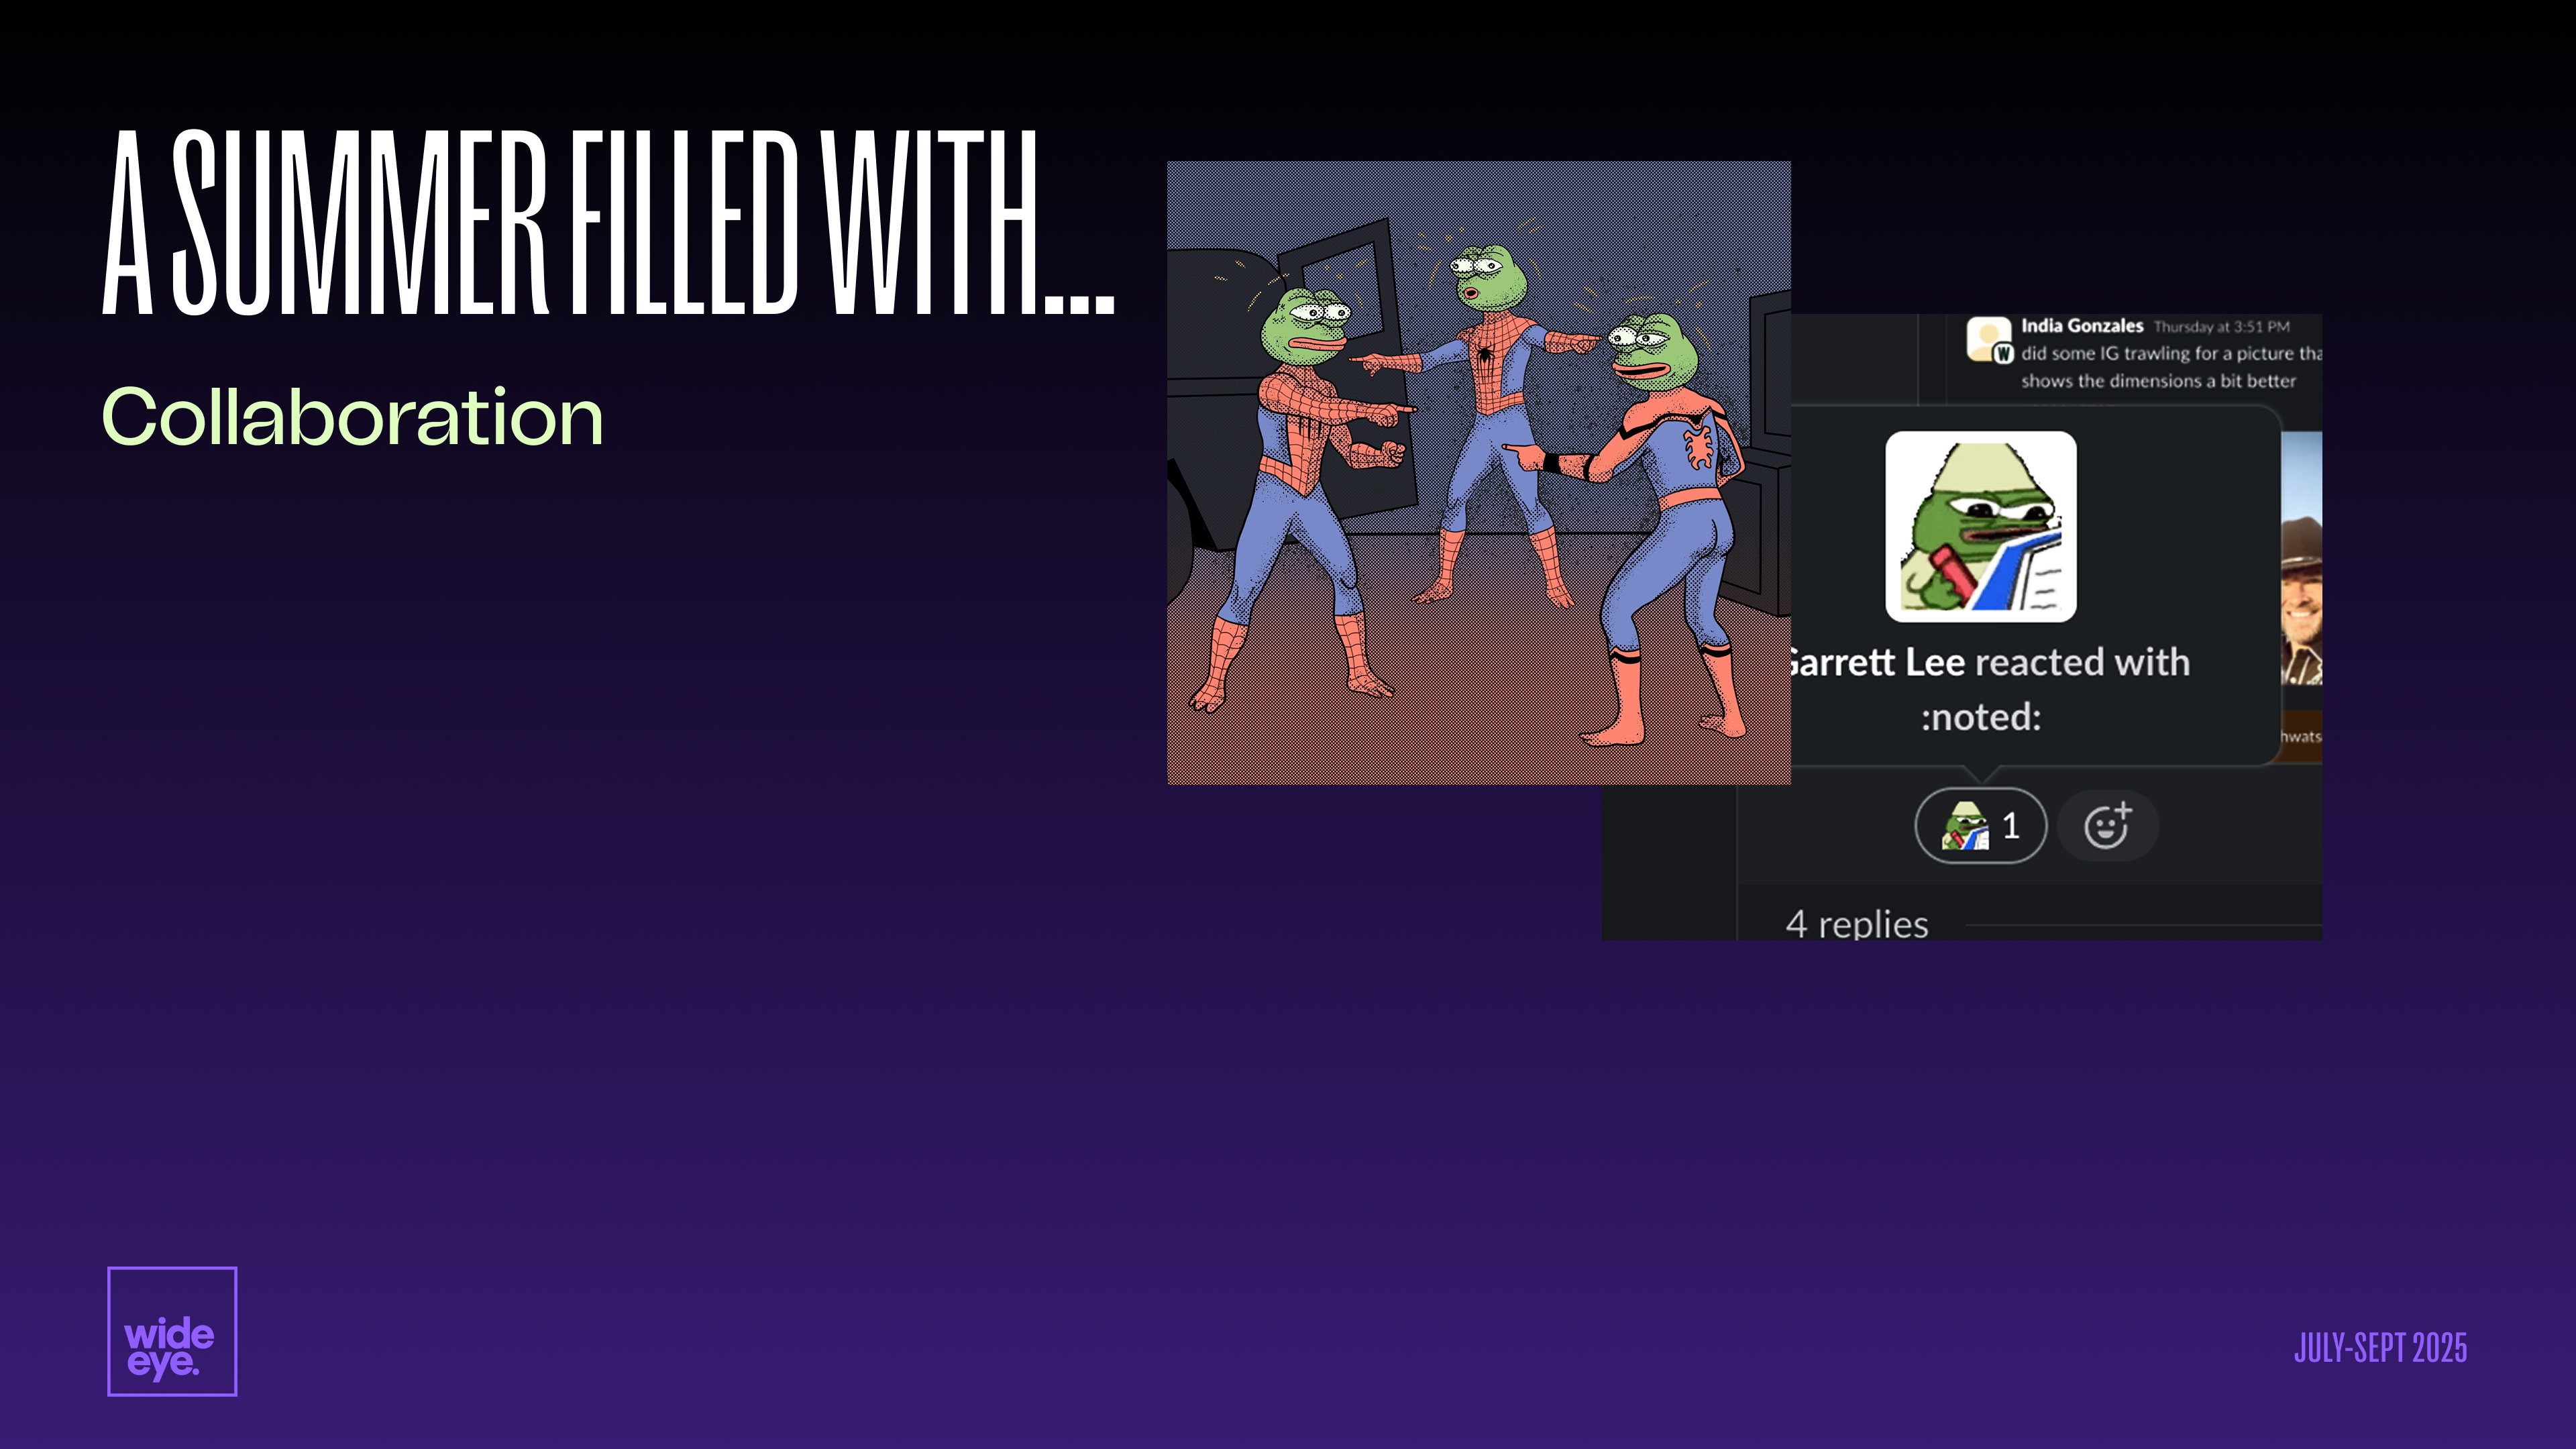 A SUMMER FILLED WITH...
Collaboration
India Gonzales Thursday at 3:51 PM
did some IG trawling for a picture tha
shows the dimensions a bit better
W
Garrett Lee reacted with
:noted:
hwats
1
4 replies
wide
eye.
JULY-SEPT 2025